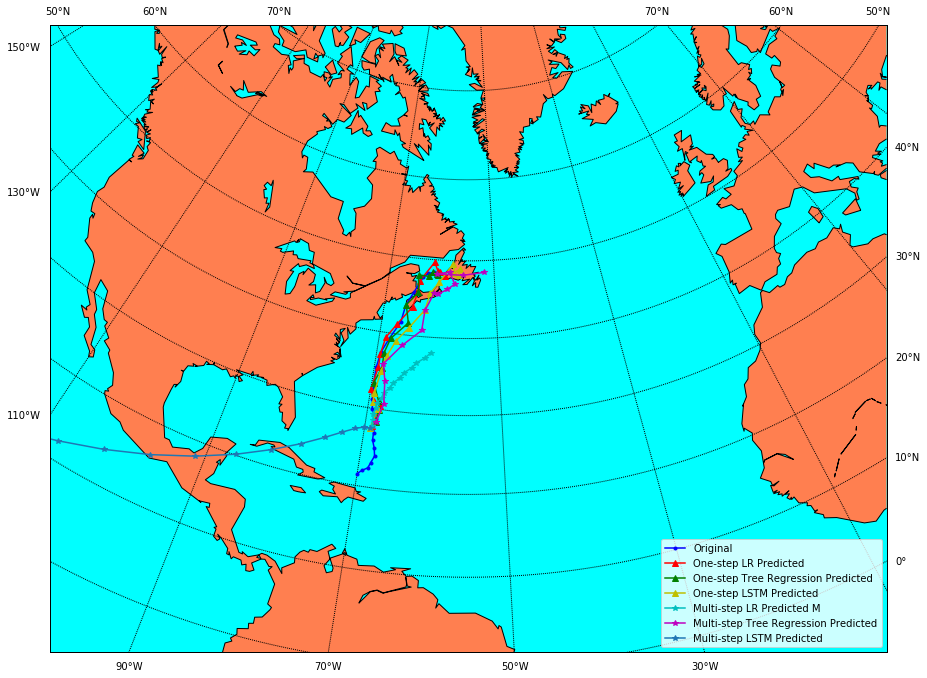 50°N 60°N 70°N 70°N 60°N 50°N
150°W
40°N
130°W
30°N
20°N
110°W
10°N
Original
One-step LR Predicted
0°
One-step Tree Regression Predicted
One-step LSTM Predicted
Multi-step LR Predicted M
Multi-step Tree Regression Predicted
Multi-step LSTM Predicted
90°W 70°W 50°W 30°W